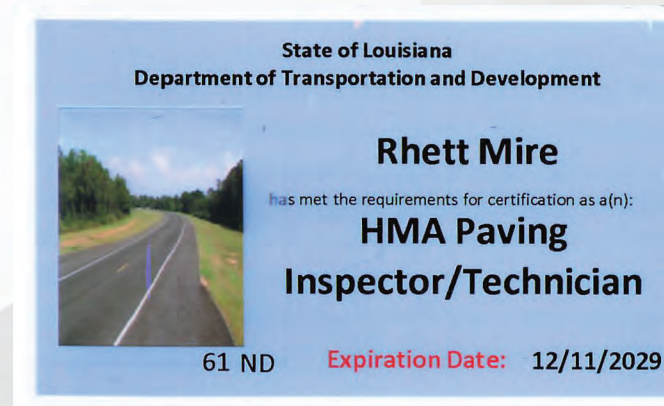 State of Louisiana
Department of Transportation and Development
Rhett Mire
has met the requirements for certification as a(n):
HMA Paving
Inspector/Technician
61 ND
Expiration Date: 12/11/2029